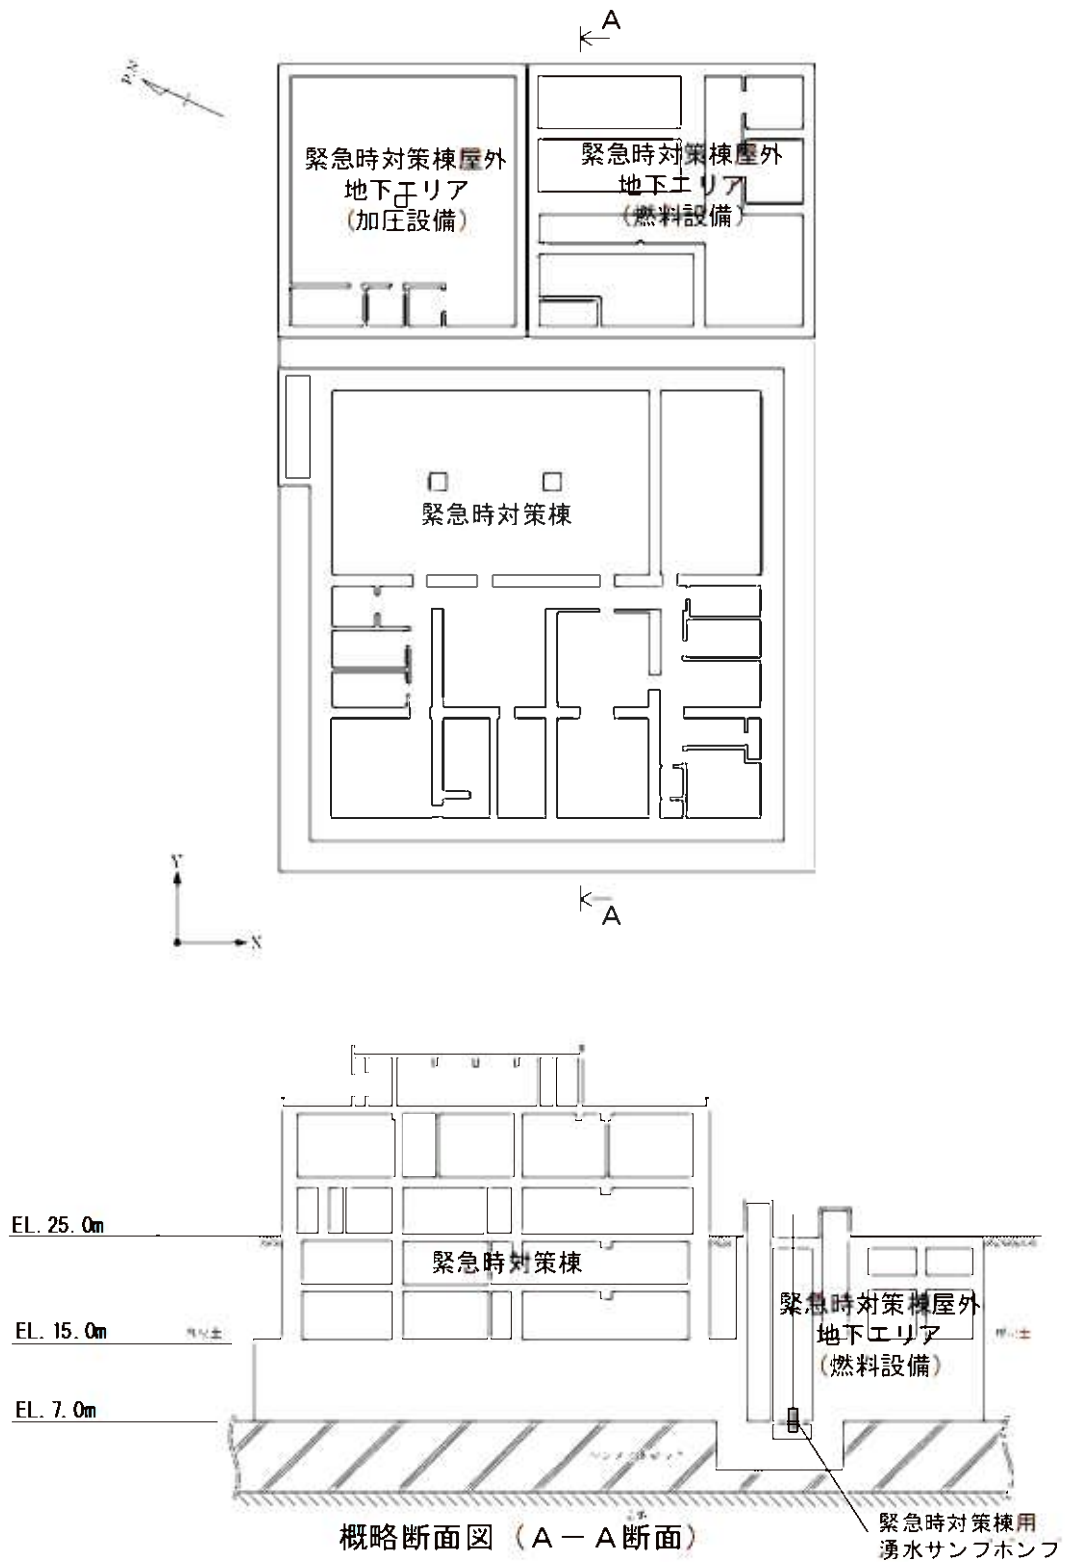 A
P.N
緊急時対策棟屋外
地下エリア
(加圧設備)
緊急時対策棟屋外
地下エリア
(燃料設備)
緊急時対策棟
A
Y
X
EL. 25. 0m
緊急時対策棟
EL. 15. 0m
緊急時対策棟屋外
地下エリア
(燃料設備)
EL. 7. 0m
概略断面図（A－A断面）
緊急時対策棟用
湧水サンプポンプ